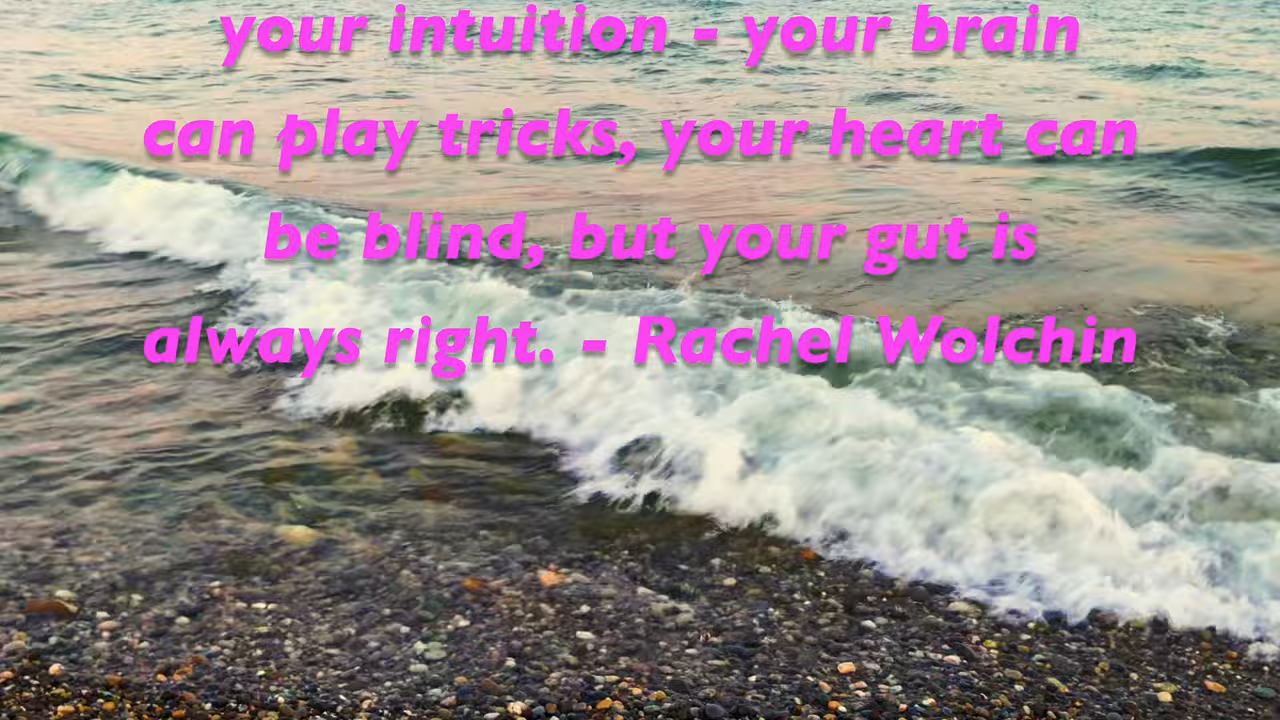 your intuition - your brain
can play tricks, your heart can
be blind, but your gut is
always right. - Rachel Wolchin